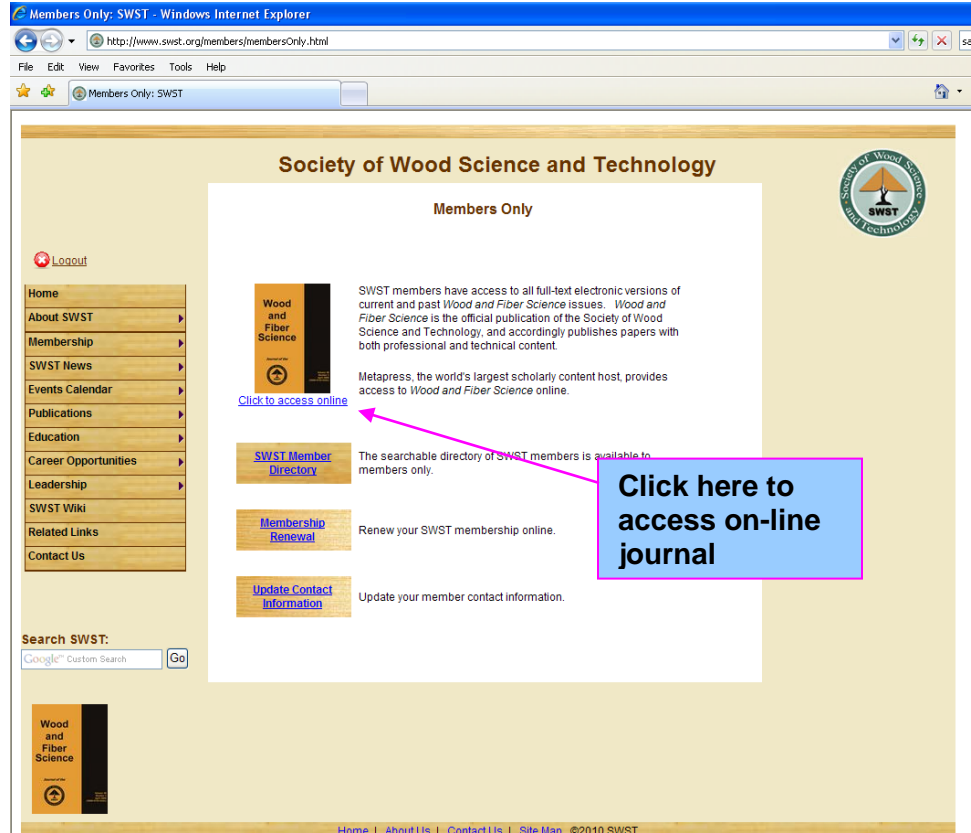 Members Only: SWST - Windows Internet Explorer
http://www.swst.org/members/membersOnly.html
File Edit View Favorites Tools Help
Members Only: SWST
Society of Wood Science and Technology
Society of Wood Science
and Technology
SWST
Members Only
Logout
Home
About SWST
Membership
SWST News
Events Calendar
Publications
Education
Career Opportunities
Leadership
SWST Wiki
Related Links
Contact Us
Search SWST:
Google™ Custom Search
Go
Wood
and
Fiber
Science
Click to access online
SWST members have access to all full-text electronic versions of
current and past Wood and Fiber Science issues. Wood and
Fiber Science is the official publication of the Society of Wood
Science and Technology, and accordingly publishes papers with
both professional and technical content.
Metapress, the world's largest scholarly content host, provides
access to Wood and Fiber Science online.
SWST Member
Directory
The searchable directory of SWST members is available to
members only.
Click here to
access on-line
journal
Membership
Renewal
Renew your SWST membership online.
Update Contact
Information
Update your member contact information.
Wood
and
Fiber
Science
Home | About Us | Contact Us | Site Map ©2010 SWST